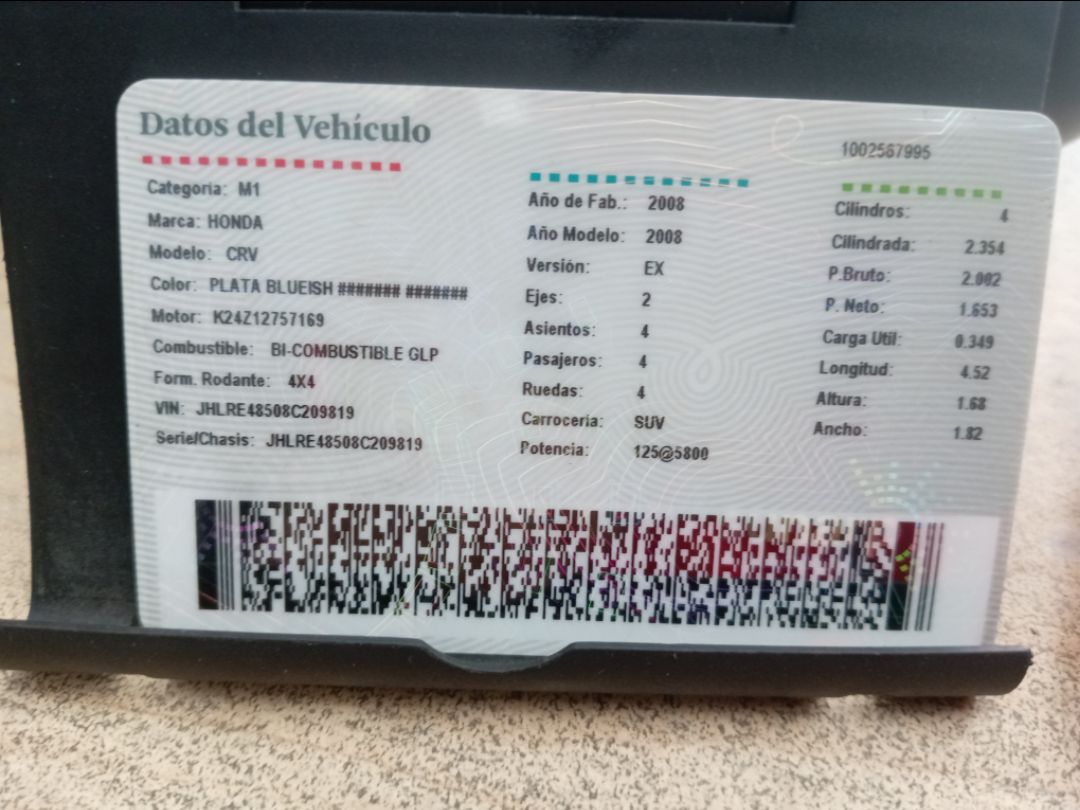 Datos del Vehículo
1002567995
Categoria: M1
Marca: HONDA
Modelo: CRV
Color: PLATA BLUEISH ####### #######
Motor: K24Z12757169
Combustible: BI-COMBUSTIBLE GLP
Form. Rodante: 4X4
VIN: JHLRE48508C209819
Serie/Chasis: JHLRE48508C209819
Año de Fab.: 2008
Año Modelo: 2008
Versión: EX
Ejes: 2
Asientos: 4
Pasajeros: 4
Ruedas: 4
Carroceria: SUV
Potencia: 125@5800
Cilindros: 4
Cilindrada: 2.354
P.Bruto: 2.002
P. Neto: 1.653
Carga Util: 0.349
Longitud: 4.52
Altura: 1.68
Ancho: 1.82